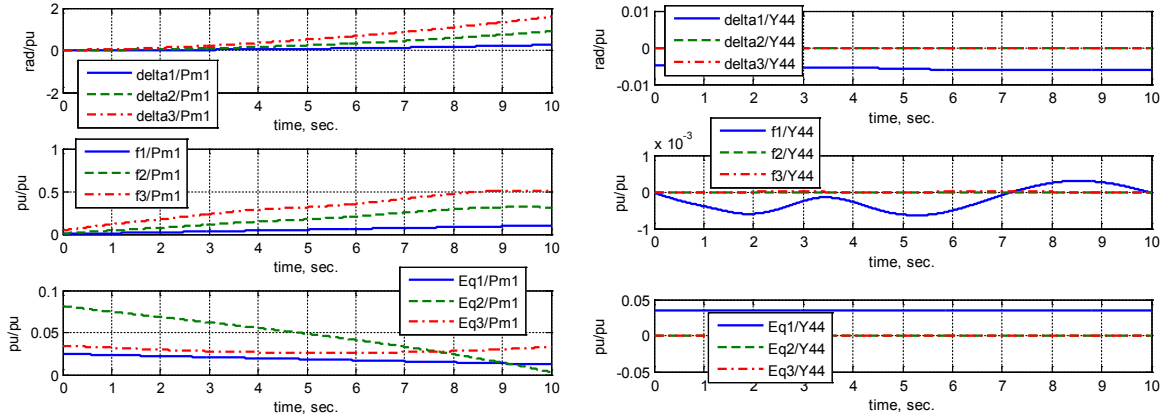 2
0
-2
rad/pu
0 1 2 3 4 5 6 7 8 9 10
time, sec.
delta1/Pm1
delta2/Pm1
delta3/Pm1
1
0.5
0
pu/pu
0 1 2 3 4 5 6 7 8 9 10
time, sec.
f1/Pm1
f2/Pm1
f3/Pm1
0.1
0.05
0
pu/pu
0 1 2 3 4 5 6 7 8 9 10
time, sec.
Eq1/Pm1
Eq2/Pm1
Eq3/Pm1
0.01
0
-0.01
rad/pu
0 1 2 3 4 5 6 7 8 9 10
time, sec.
delta1/Y44
delta2/Y44
delta3/Y44
x 10⁻³
1
0
-1
pu/pu
0 1 2 3 4 5 6 7 8 9 10
time, sec.
f1/Y44
f2/Y44
f3/Y44
0.05
0
-0.05
pu/pu
0 1 2 3 4 5 6 7 8 9 10
time, sec.
Eq1/Y44
Eq2/Y44
Eq3/Y44